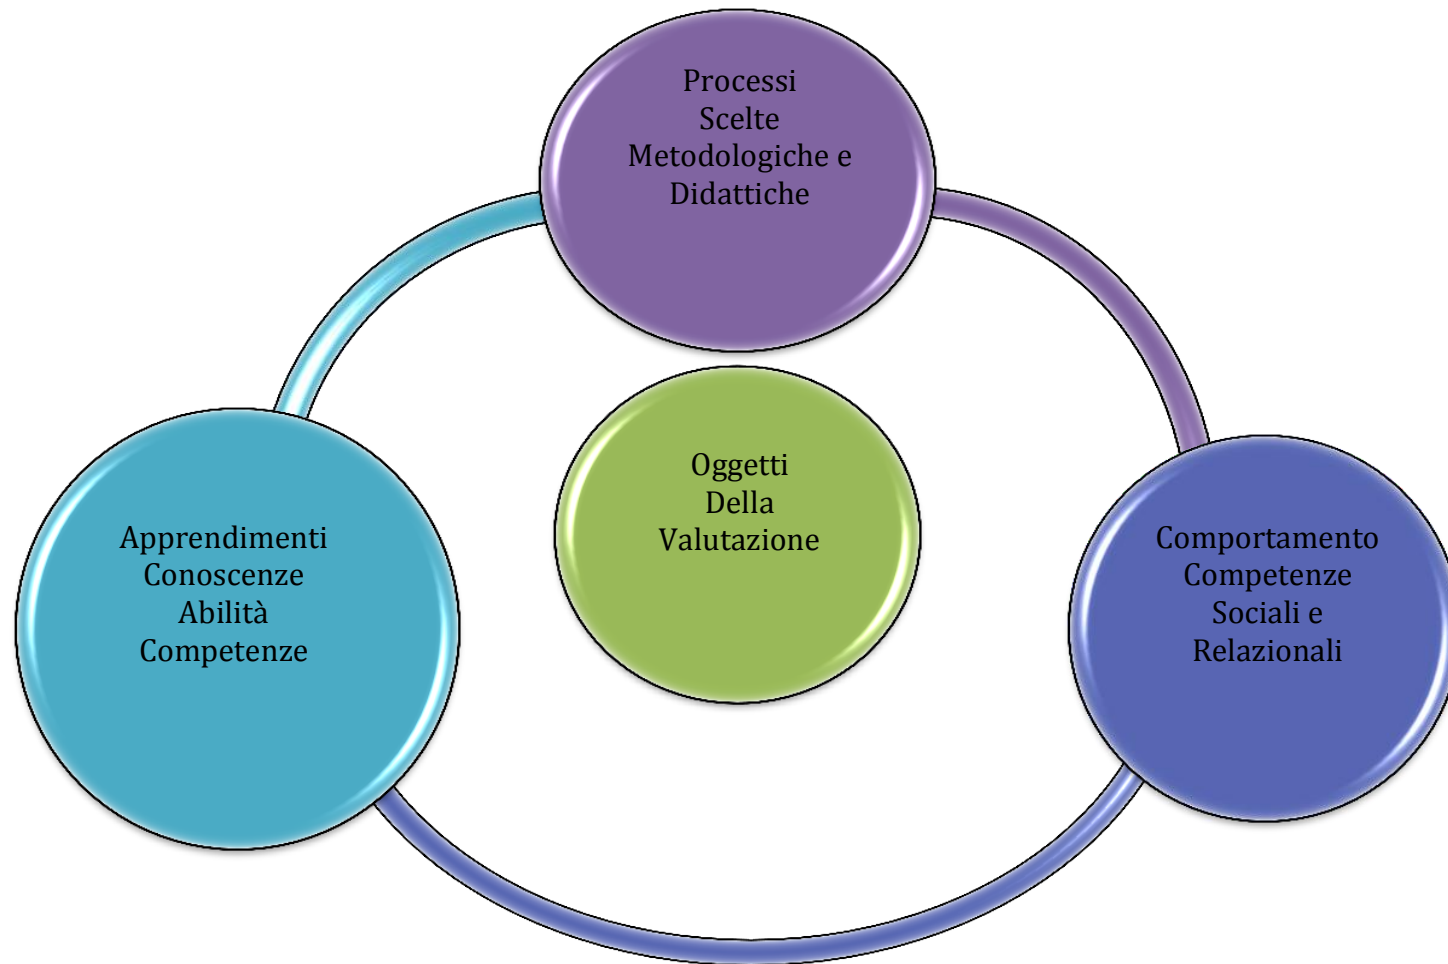 Processi
Scelte
Metodologiche e
Didattiche
Oggetti
Della
Valutazione
Apprendimenti
Conoscenze
Abilità
Competenze
Comportamento
Competenze
Sociali e
Relazionali